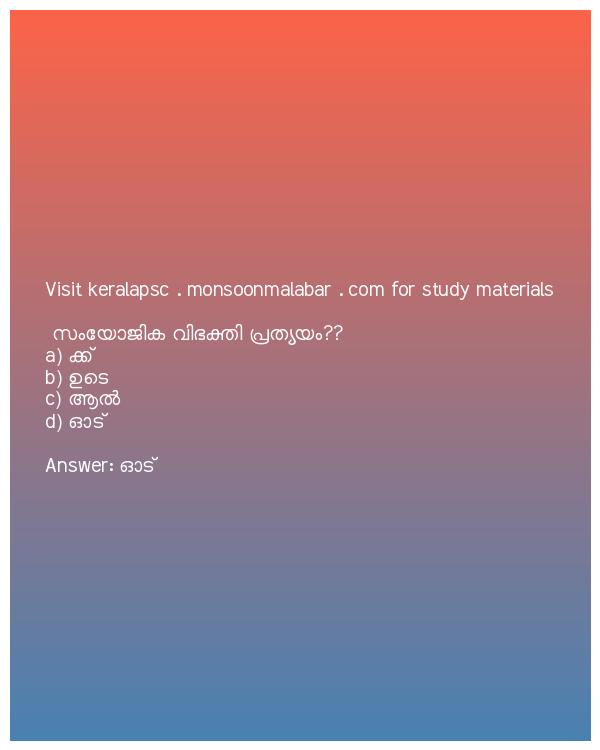 Visit keralapsc . monsoonmalabar . com for study materials
സംയോജിക വിഭക്തി പ്രത്യയം??
a) ക്ക്
b) ഉടെ
c) ആൽ
d) ഓട്
Answer: ഓട്